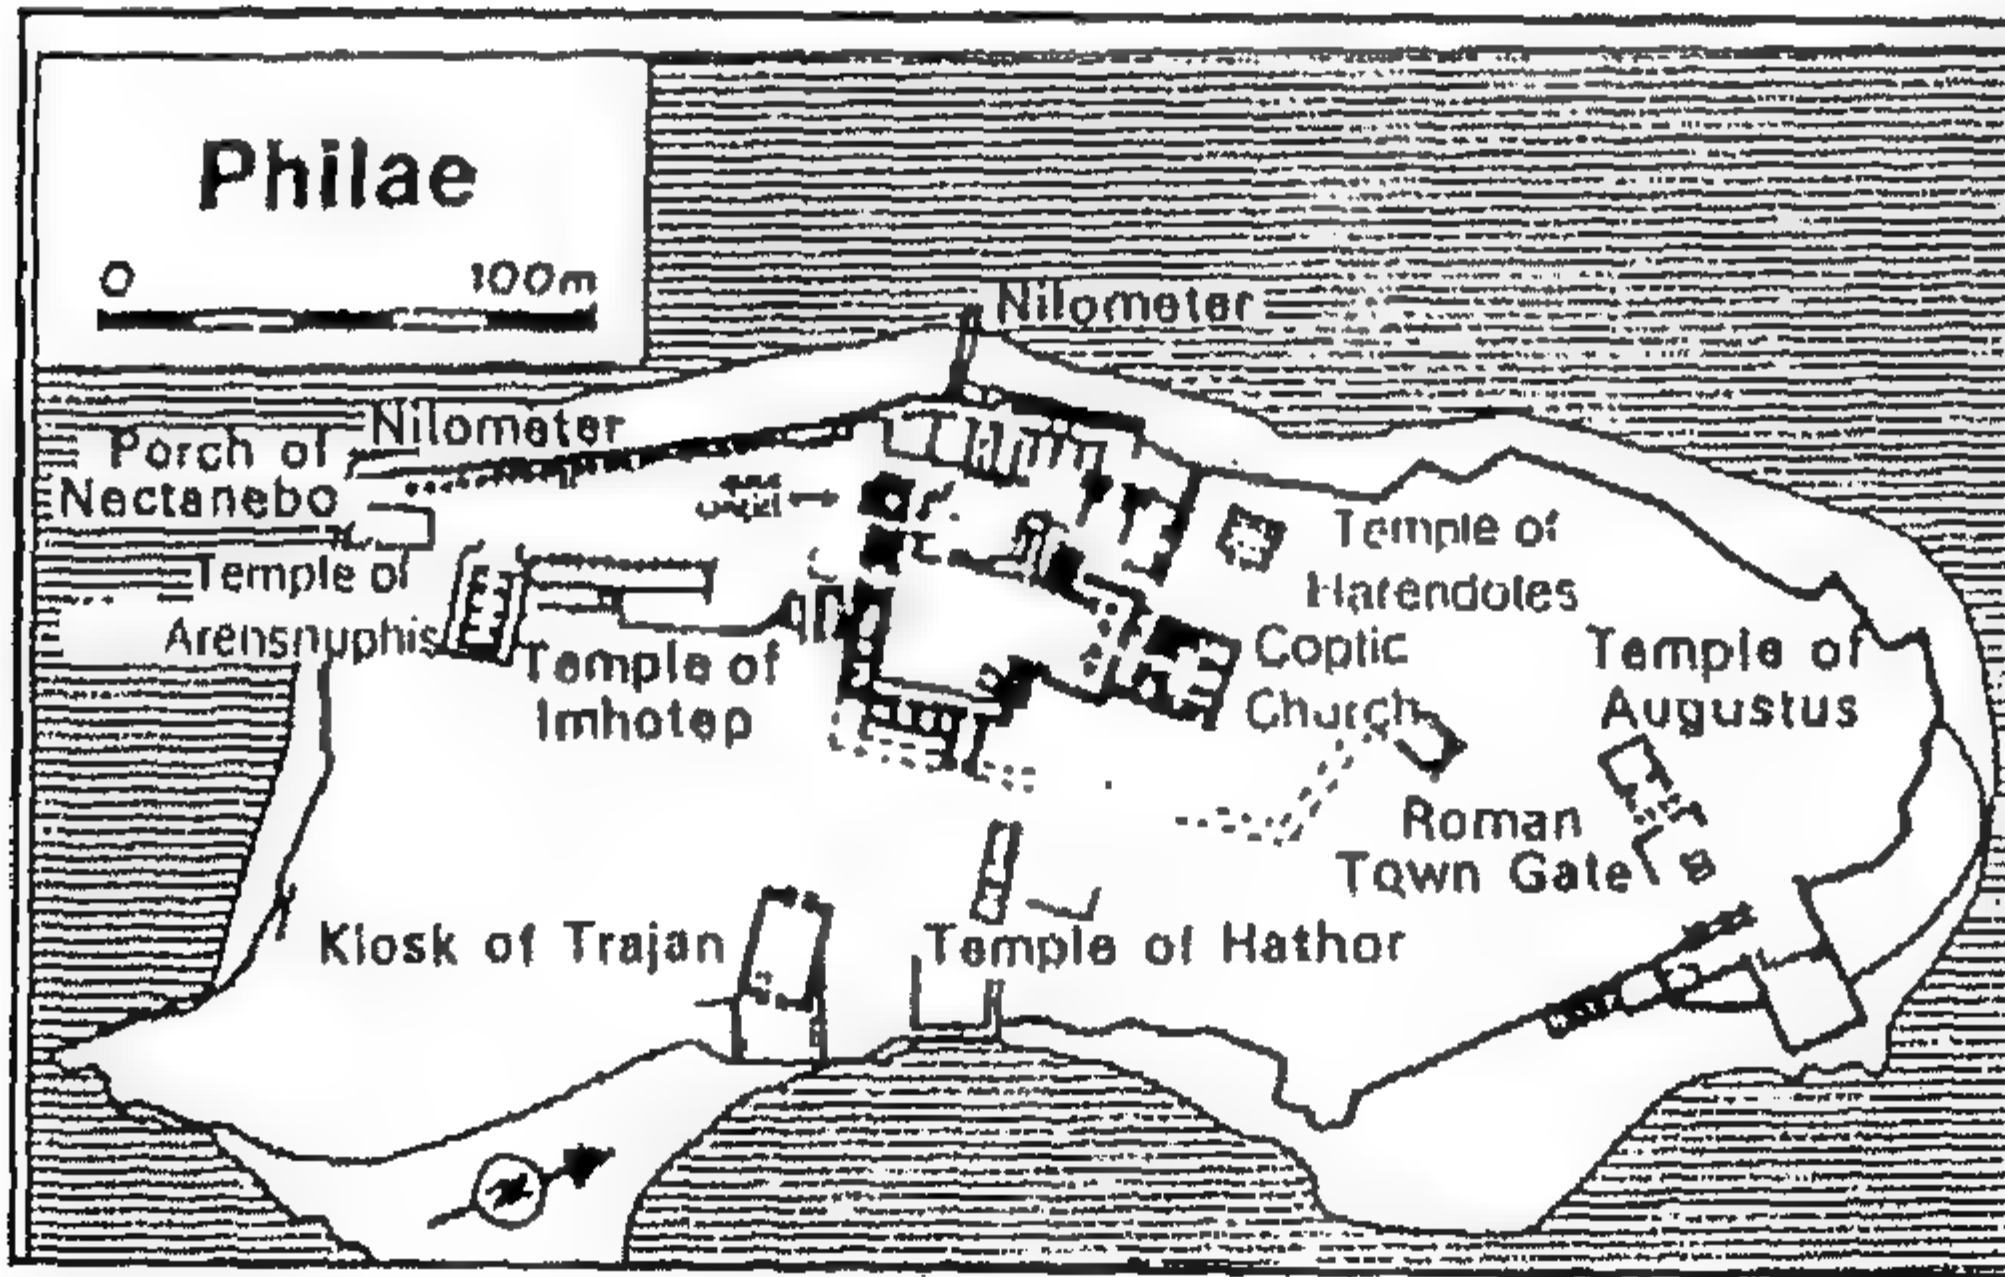 Philae
0 100m
Nilometer
Nilometer
Porch of
Nectanebo
Temple of
Arensnuphis
Temple of
Imhotep
Temple of
Harendotes
Coptic
Church
Temple of
Augustus
Roman
Town Gate
Kiosk of Trajan
Temple of Hathor